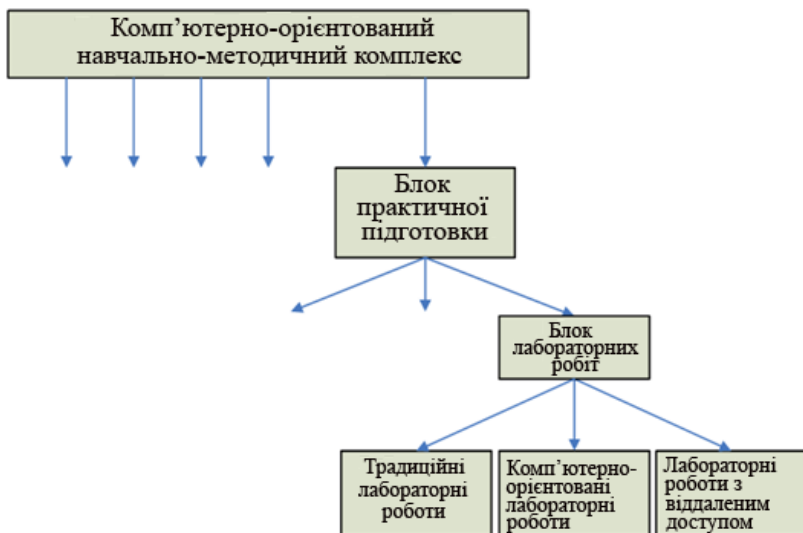 Комп’ютерно-орієнтований
навчально-методичний комплекс
Блок
практичної
підготовки
Блок
лабораторних
робіт
Традиційні
лабораторні
роботи
Комп’ютерно-
орієнтовані
лабораторні
роботи
Лабораторні
роботи з
віддаленим
доступом